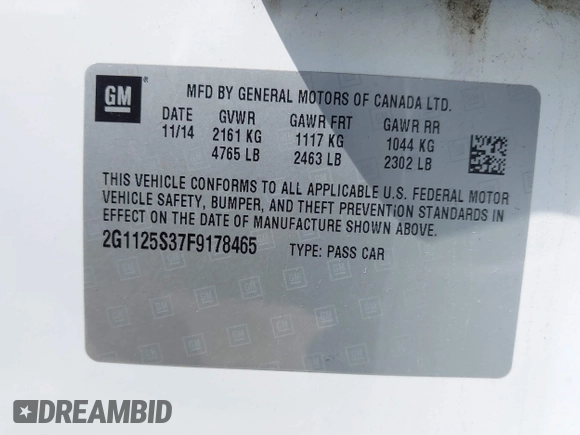 GM
MFD BY GENERAL MOTORS OF CANADA LTD.
DATE GVWR GAWR FRT GAWR RR
11/14 2161 KG 1117 KG 1044 KG
4765 LB 2463 LB 2302 LB
THIS VEHICLE CONFORMS TO ALL APPLICABLE U.S. FEDERAL MOTOR
VEHICLE SAFETY, BUMPER, AND THEFT PREVENTION STANDARDS IN
EFFECT ON THE DATE OF MANUFACTURE SHOWN ABOVE.
2G1125S37F9178465 TYPE: PASS CAR
DREAMBID